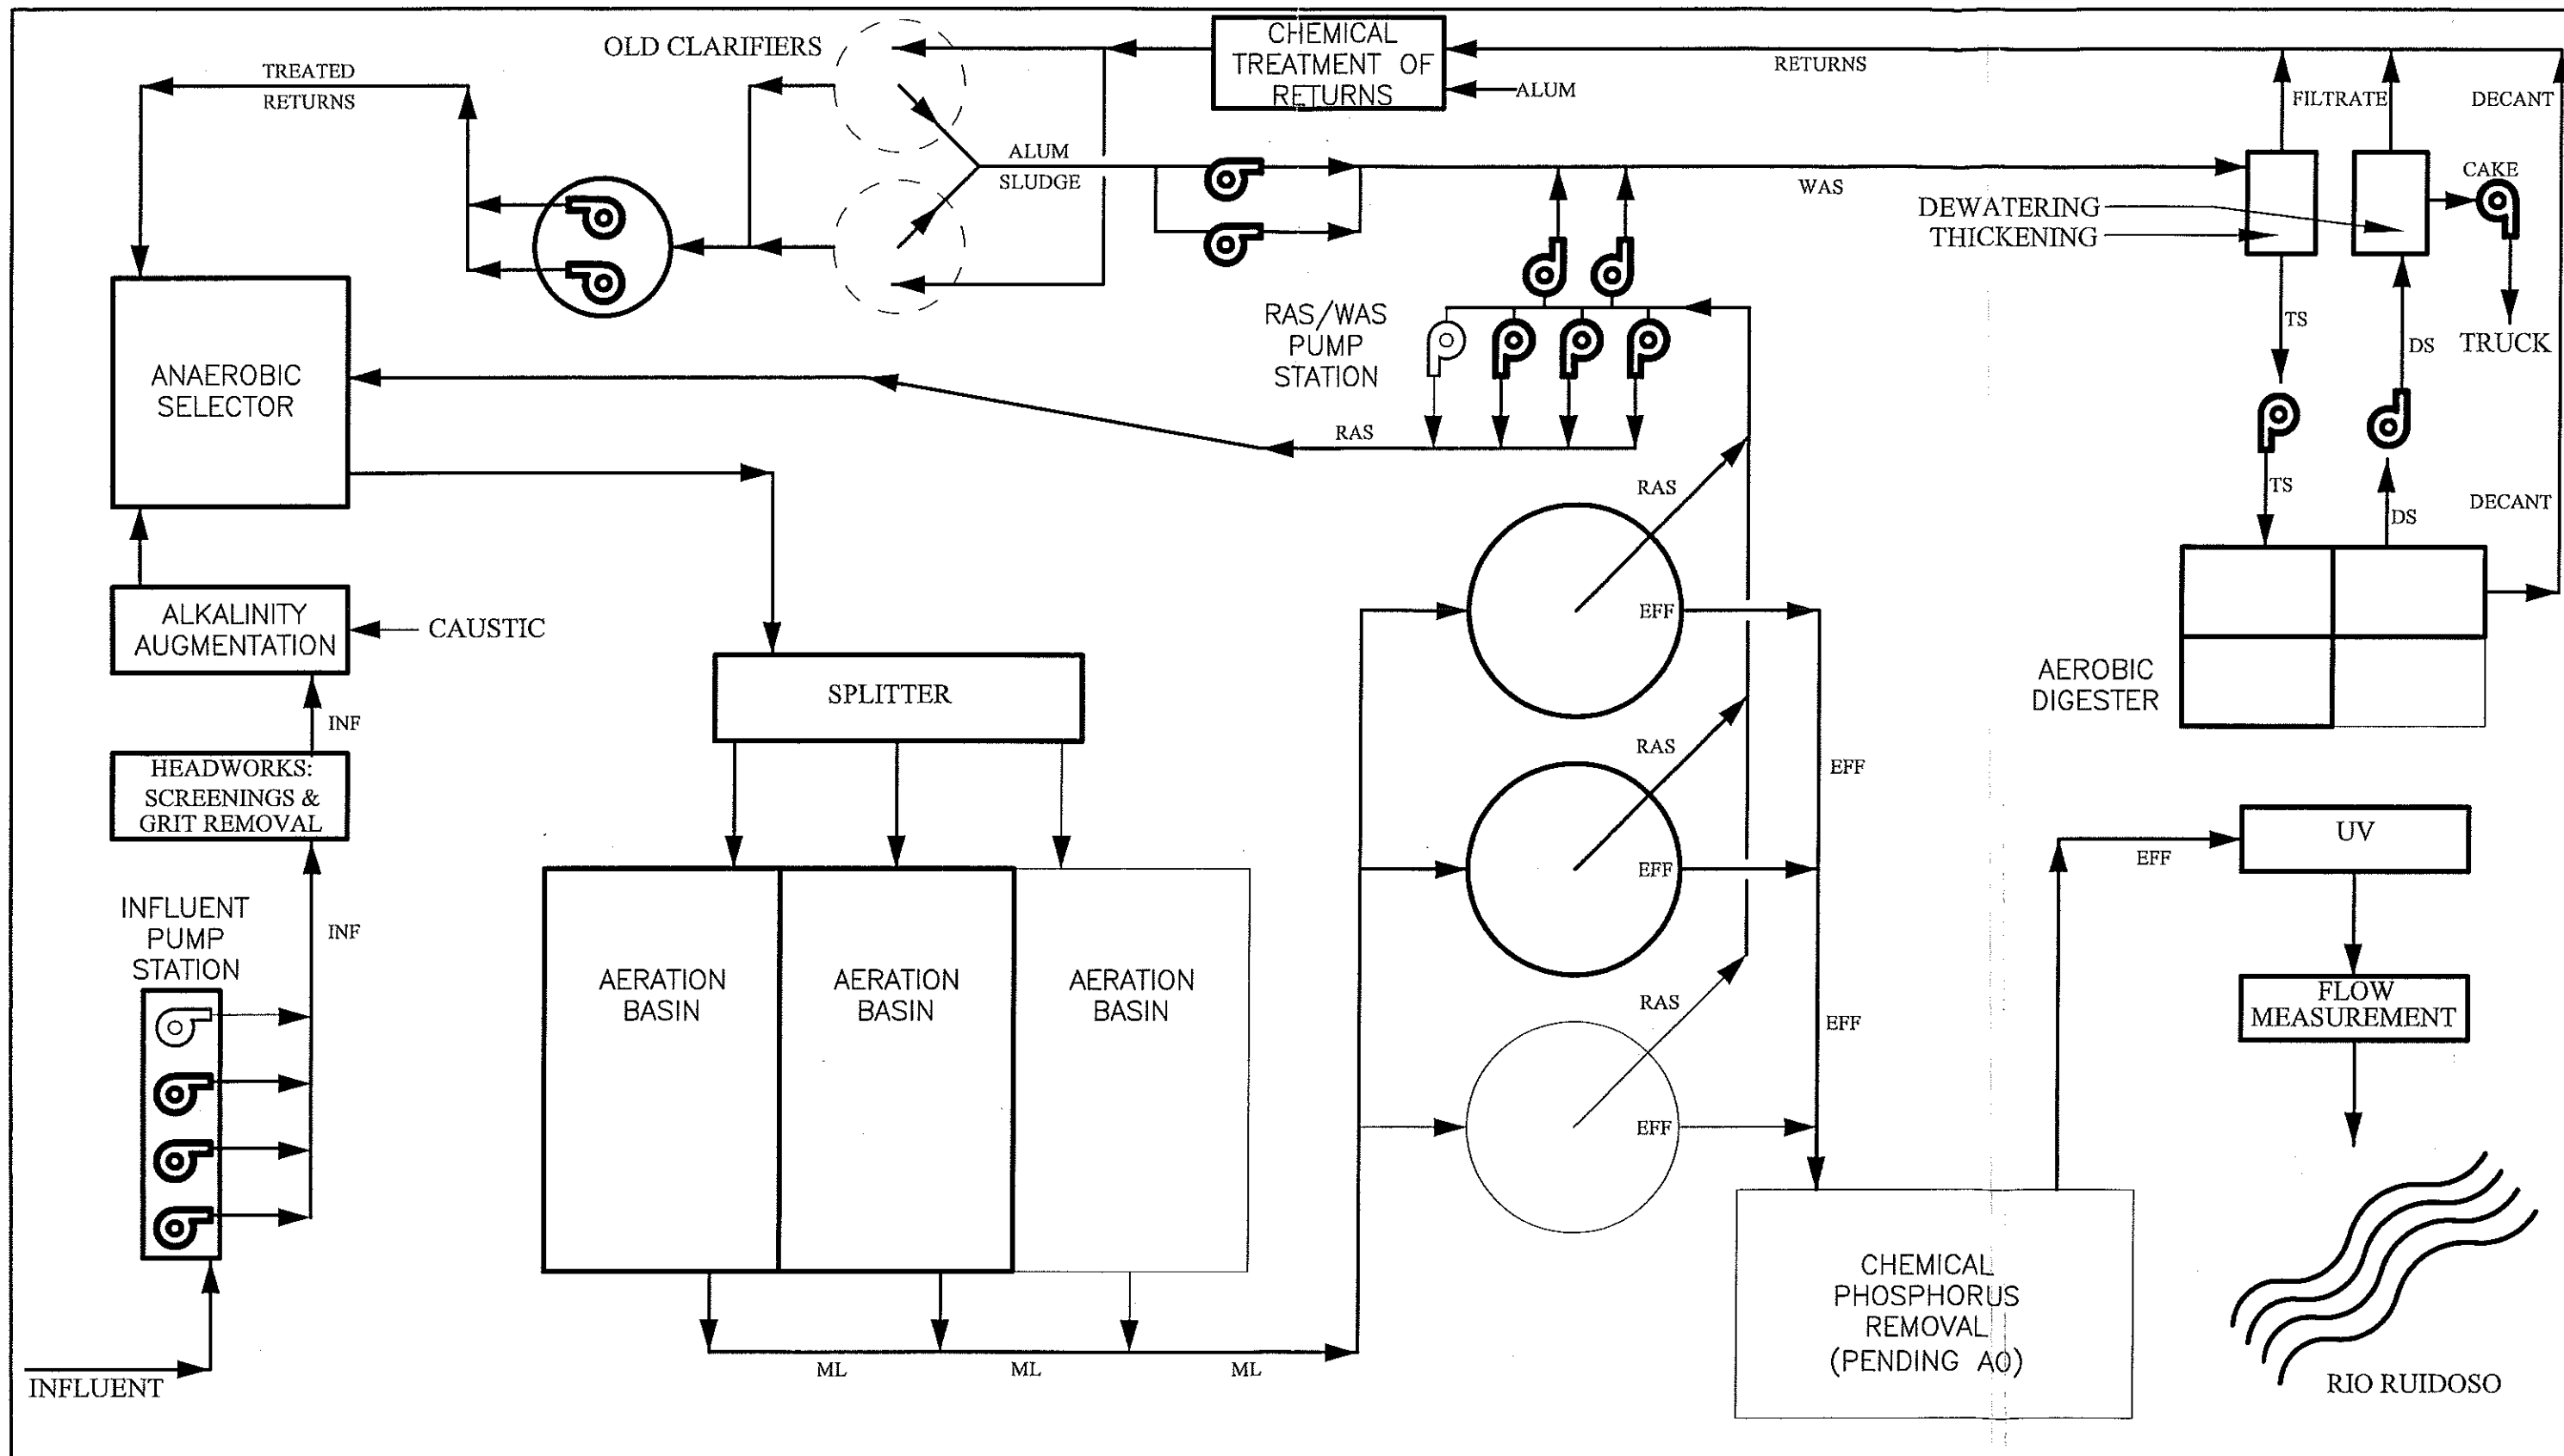 OLD CLARIFIERS
CHEMICAL
TREATMENT OF
RETURNS
ALUM
RETURNS
FILTRATE
DECANT
TREATED
RETURNS
ALUM
SLUDGE
WAS
CAKE
DEWATERING
THICKENING
TRUCK
RAS/WAS
PUMP
STATION
TS
DS
ANAEROBIC
SELECTOR
RAS
TS
DS
DECANT
RAS
ALKALINITY
AUGMENTATION
CAUSTIC
EFF
AEROBIC
DIGESTER
SPLITTER
INF
RAS
EFF
HEADWORKS:
SCREENINGS &
GRIT REMOVAL
UV
EFF
EFF
INFLUENT
PUMP
STATION
INF
AERATION
BASIN
AERATION
BASIN
AERATION
BASIN
RAS
EFF
EFF
FLOW
MEASUREMENT
CHEMICAL
PHOSPHORUS
REMOVAL
(PENDING AO)
ML
ML
ML
INFLUENT
RIO RUIDOSO